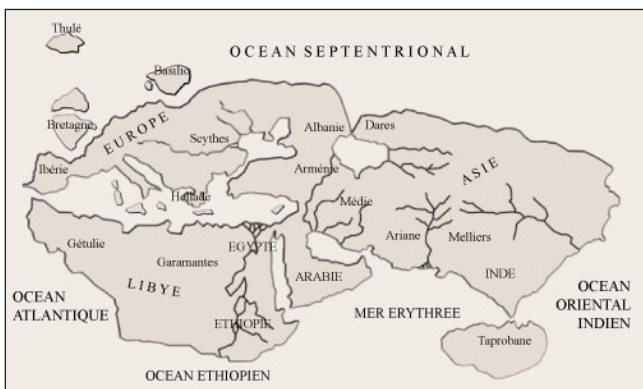 Thulé
OCEAN SEPTENTRIONAL
Basilic
Bretagne
EUROPE
Scythes
Albanie
Dares
Ibérie
Arménie
ASIE
Hellade
Médie
Gétulie
EGYPTE
Ariane
Melliers
Garamantes
LIBYE
ARABIE
INDE
OCEAN
ATLANTIQUE
OCEAN
ORIENTAL
INDIEN
MER ERYTHREE
ETHIOPIE
Taprobane
OCEAN ETHIOPIEN